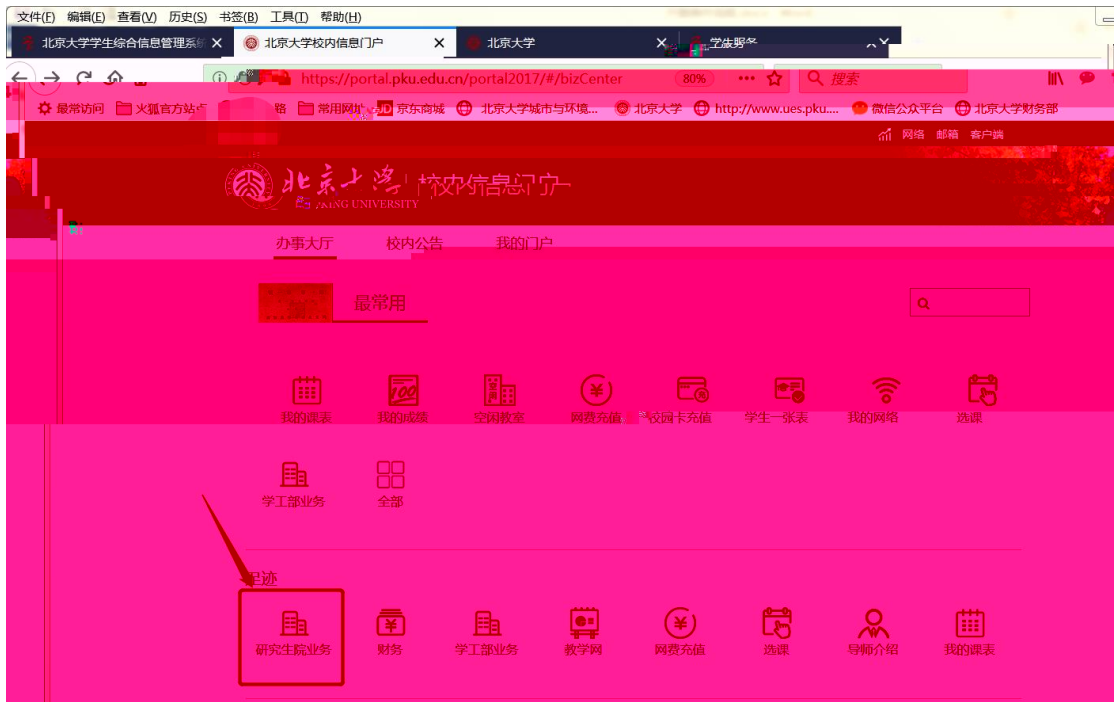 文件(F) 编辑(E) 查看(V) 历史(S) 书签(B) 工具(T) 帮助(H)
北京大学学生综合信息管理系统 北京大学校内信息门户 北京大学
https://portal.pku.edu.cn/portal2017/#/bizCenter 80% 搜索
最常访问 火狐官方站点 常用网址 JD 京东商城 北京大学城市与环境... 北京大学 http://www.ues.pku.... 微信公众平台 北京大学财务部
网络 邮箱 客户端
北京大学 校内信息门户
UNIVERSITY
办事大厅 校内公告 我的门户
最常用
我的课表 我的成绩 空闲教室 网费充值 校园卡充值 学生一张表 我的网络 选课
学工部业务 全部
足迹
研究生院业务 财务 学工部业务 教学网 网费充值 选课 导师介绍 我的课表